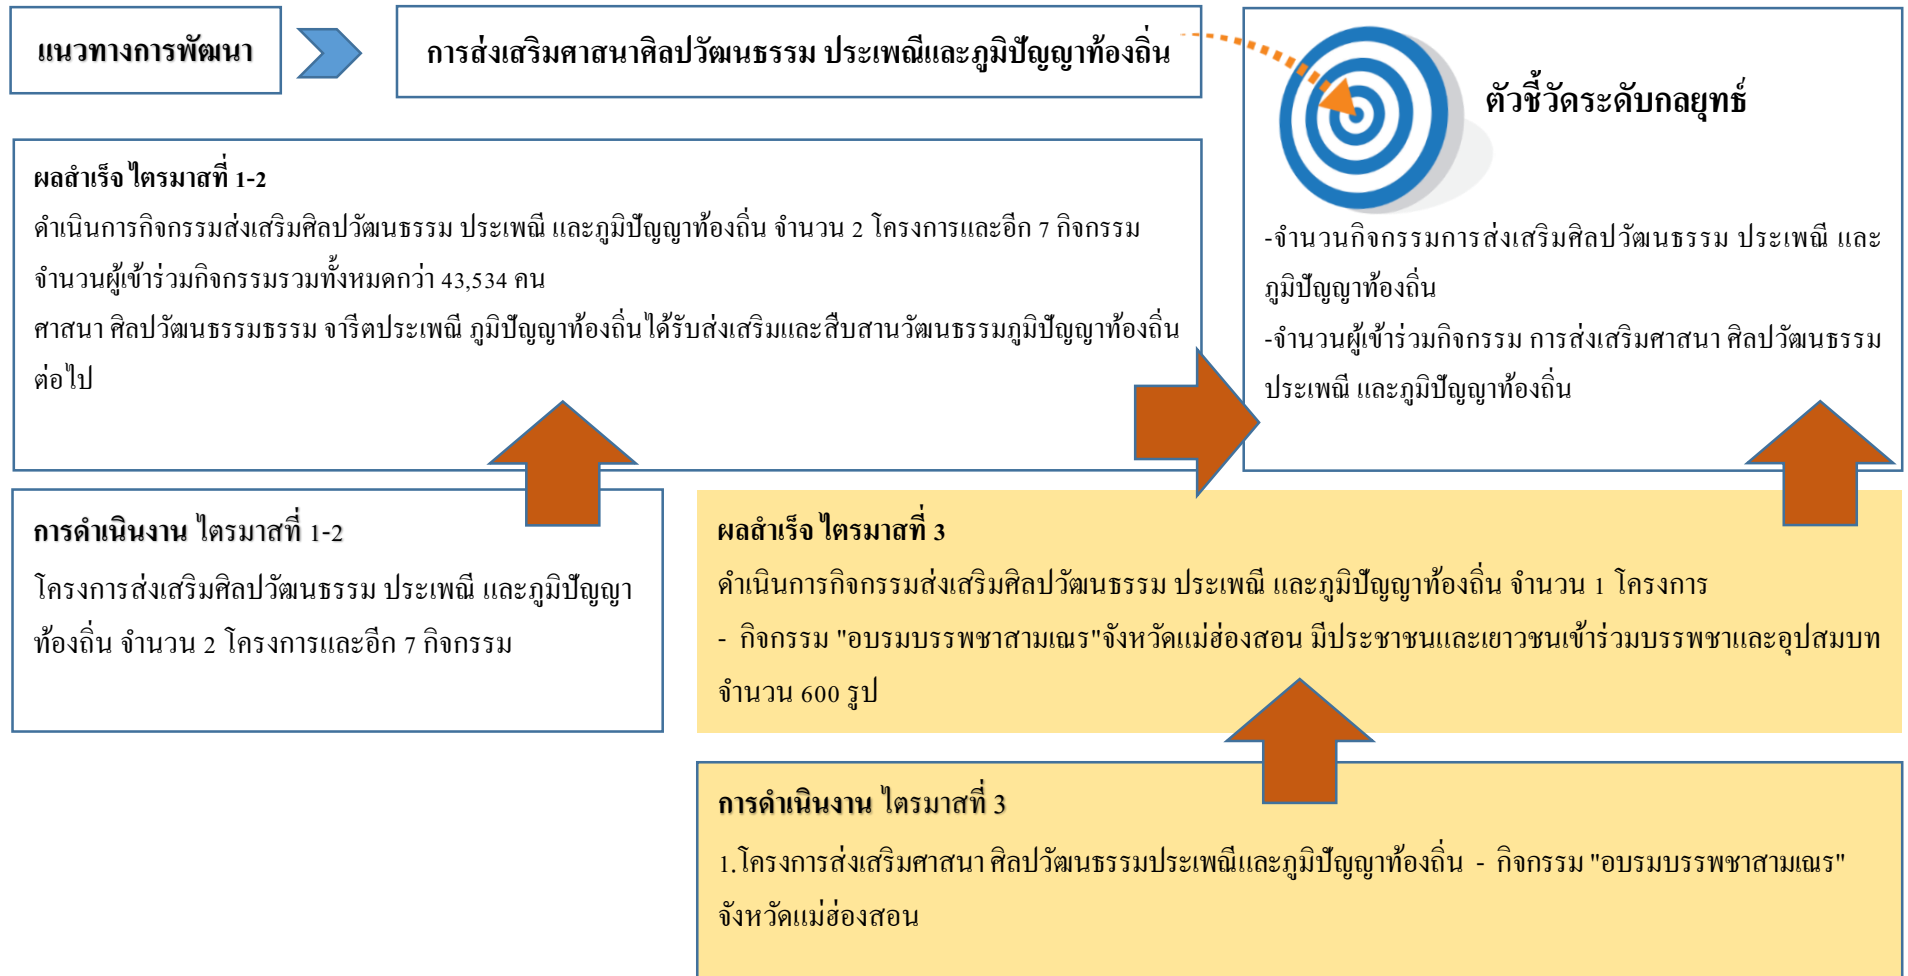 แนวทางการพัฒนา
การส่งเสริมศาสนาศิลปวัฒนธรรม ประเพณีและภูมิปัญญาท้องถิ่น
ตัวชี้วัดระดับกลยุทธ์
-จำนวนกิจกรรมการส่งเสริมศิลปวัฒนธรรม ประเพณี และ
ภูมิปัญญาท้องถิ่น
-จำนวนผู้เข้าร่วมกิจกรรม การส่งเสริมศาสนา ศิลปวัฒนธรรม
ประเพณี และภูมิปัญญาท้องถิ่น
ผลสำเร็จ ไตรมาสที่ 1-2
ดำเนินการกิจกรรมส่งเสริมศิลปวัฒนธรรม ประเพณี และภูมิปัญญาท้องถิ่น จำนวน 2 โครงการและอีก 7 กิจกรรม
จำนวนผู้เข้าร่วมกิจกรรมรวมทั้งหมดกว่า 43,534 คน
ศาสนา ศิลปวัฒนธรรมธรรม จารีตประเพณี ภูมิปัญญาท้องถิ่นได้รับส่งเสริมและสืบสานวัฒนธรรมภูมิปัญญาท้องถิ่น
ต่อไป
การดำเนินงาน ไตรมาสที่ 1-2
โครงการส่งเสริมศิลปวัฒนธรรม ประเพณี และภูมิปัญญา
ท้องถิ่น จำนวน 2 โครงการและอีก 7 กิจกรรม
ผลสำเร็จ ไตรมาสที่ 3
ดำเนินการกิจกรรมส่งเสริมศิลปวัฒนธรรม ประเพณี และภูมิปัญญาท้องถิ่น จำนวน 1 โครงการ
- กิจกรรม "อบรมบรรพชาสามเณร"จังหวัดแม่ฮ่องสอน มีประชาชนและเยาวชนเข้าร่วมบรรพชาและอุปสมบท
จำนวน 600 รูป
การดำเนินงาน ไตรมาสที่ 3
1.โครงการส่งเสริมศาสนา ศิลปวัฒนธรรมประเพณีและภูมิปัญญาท้องถิ่น - กิจกรรม "อบรมบรรพชาสามเณร"
จังหวัดแม่ฮ่องสอน